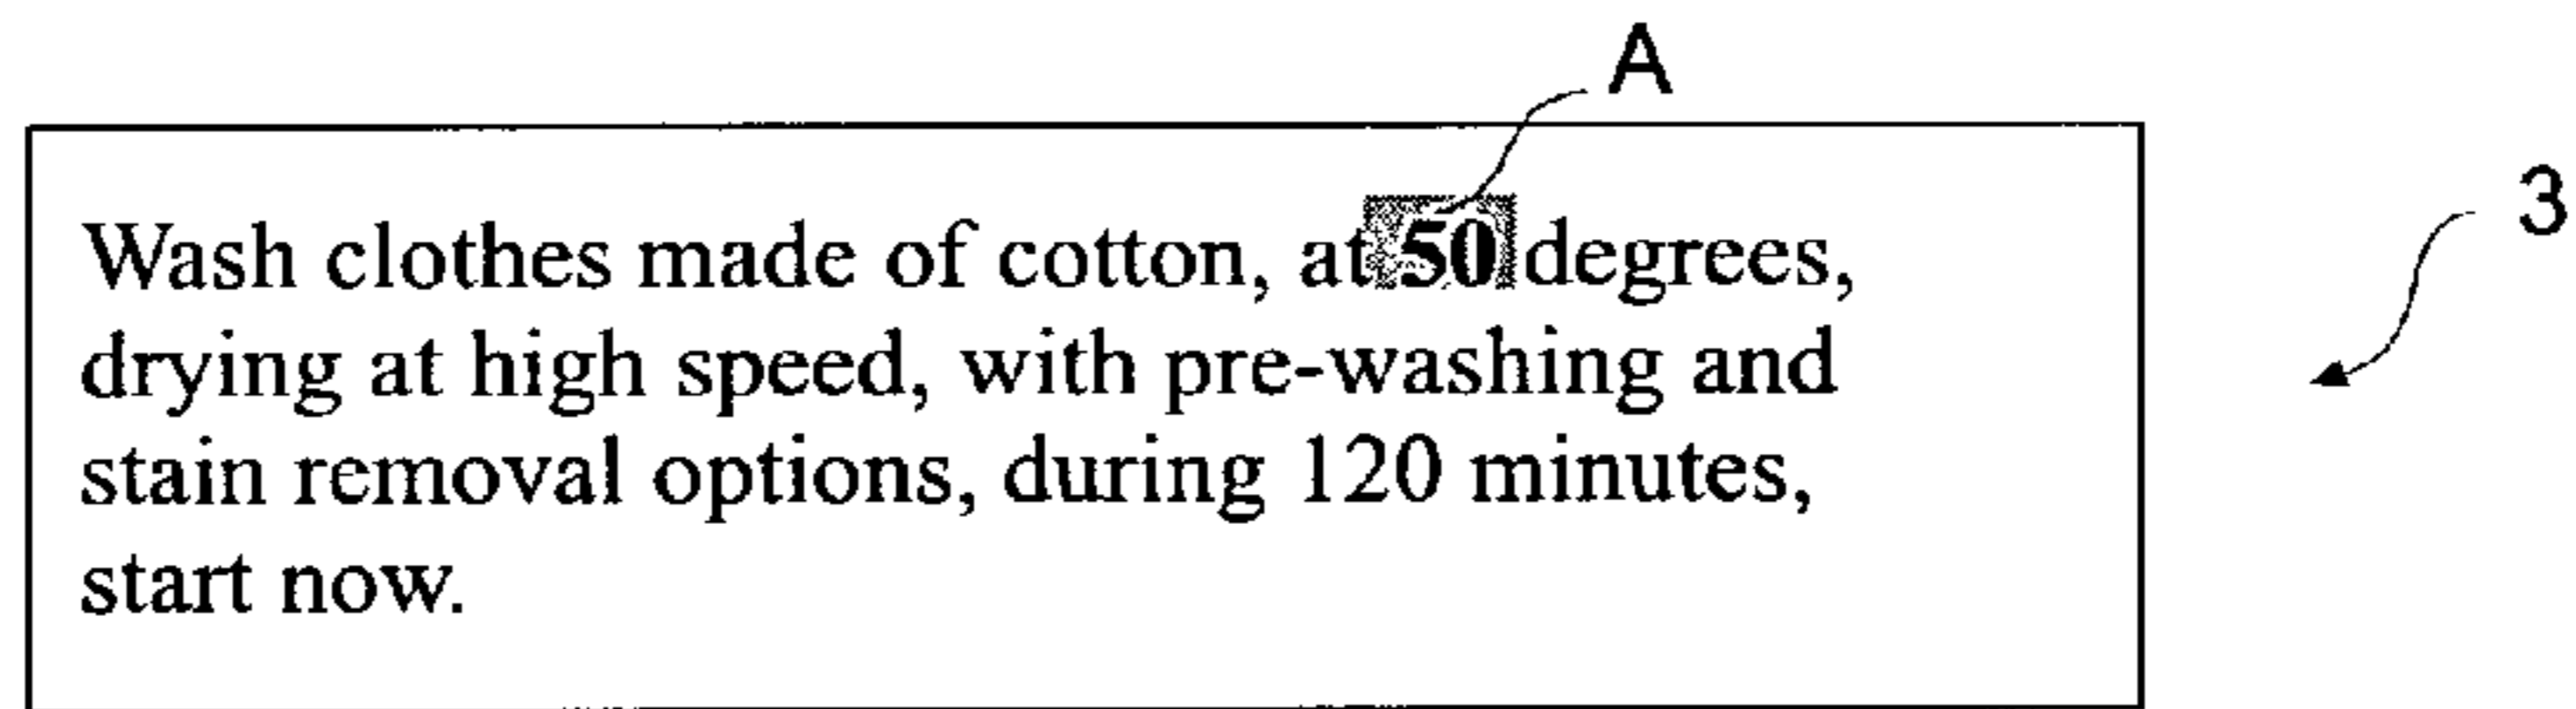 A
3
Wash clothes made of cotton, at 50 degrees,
drying at high speed, with pre-washing and
stain removal options, during 120 minutes,
start now.